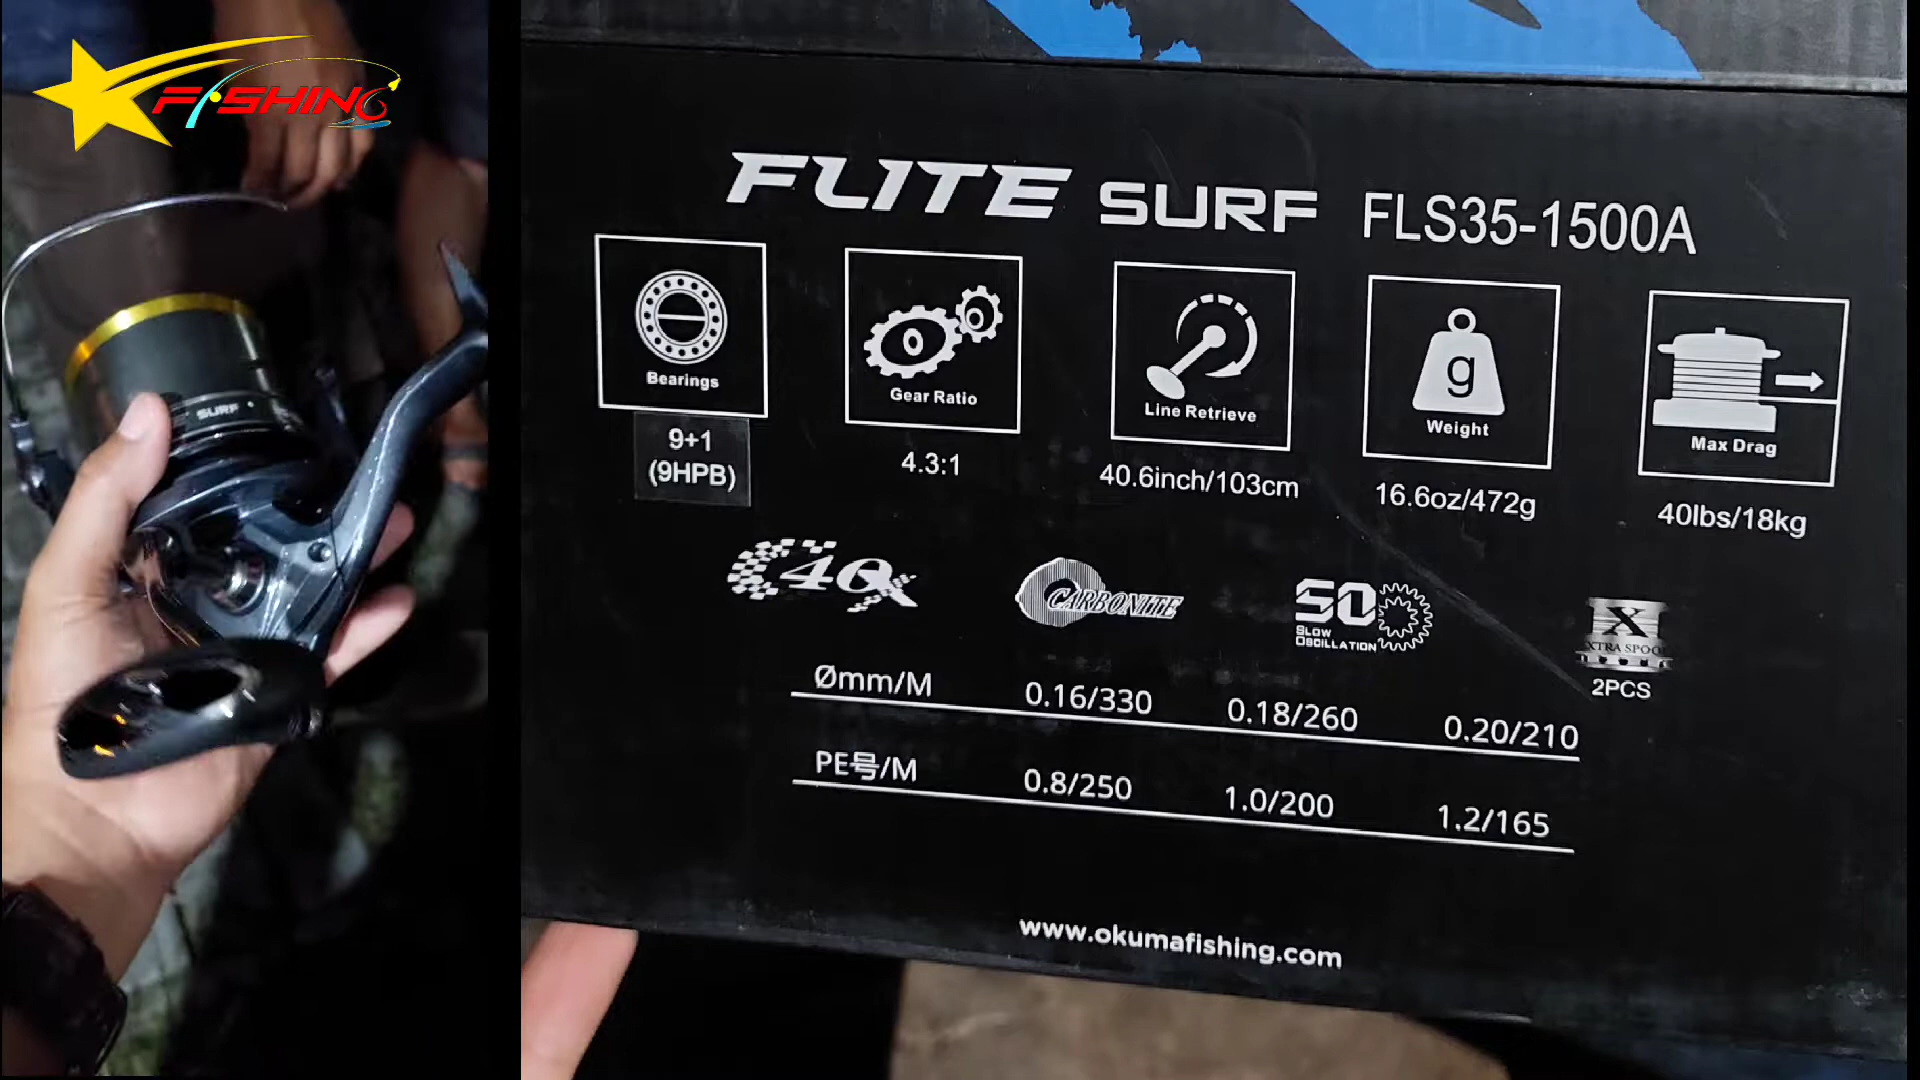 FISHING
SURF
FLITE SURF FLS35-1500A
Bearings
Gear Ratio
Line Retrieve
g
Weight
Max Drag
9+1
(9HPB)
4.3:1
40.6inch/103cm
16.6oz/472g
40lbs/18kg
40x
CARBONITE
SO
SLOW
OSCILLATION
X
XTRA SPOOL
2PCS
Ømm/M 0.16/330 0.18/260 0.20/210
PE号/M 0.8/250 1.0/200 1.2/165
www.okumafishing.com